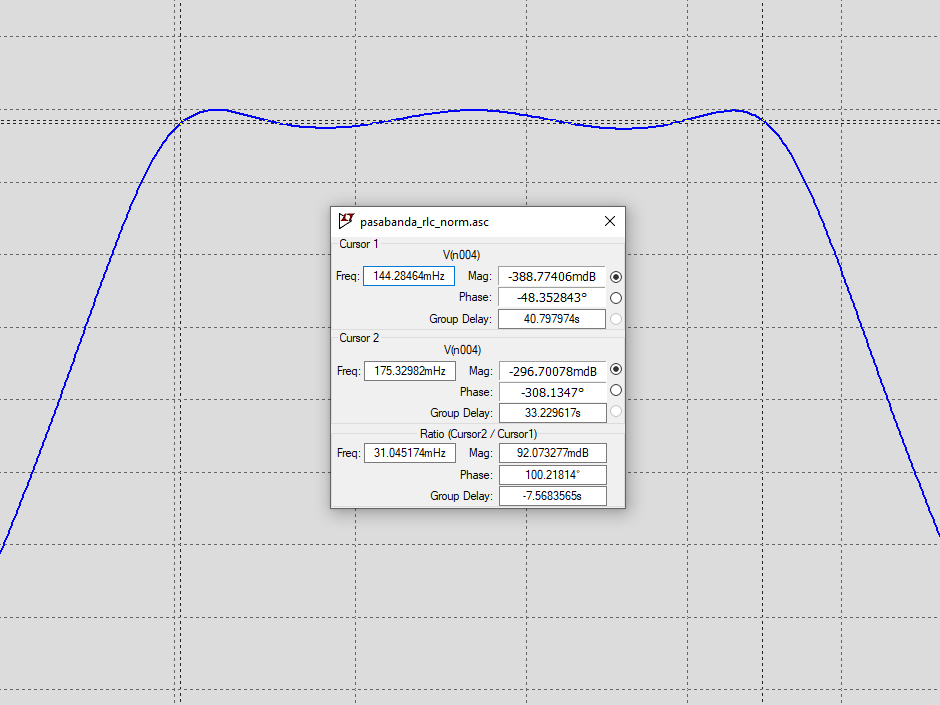 pasabanda_rlc_norm.asc
Cursor 1
V(n004)
Freq: 144.28464mHz Mag: -388.77406mdB
Phase: -48.352843°
Group Delay: 40.797974s
Cursor 2
V(n004)
Freq: 175.32982mHz Mag: -296.70078mdB
Phase: -308.1347°
Group Delay: 33.229617s
Ratio (Cursor2 / Cursor1)
Freq: 31.045174mHz Mag: 92.073277mdB
Phase: 100.21814°
Group Delay: -7.5683565s